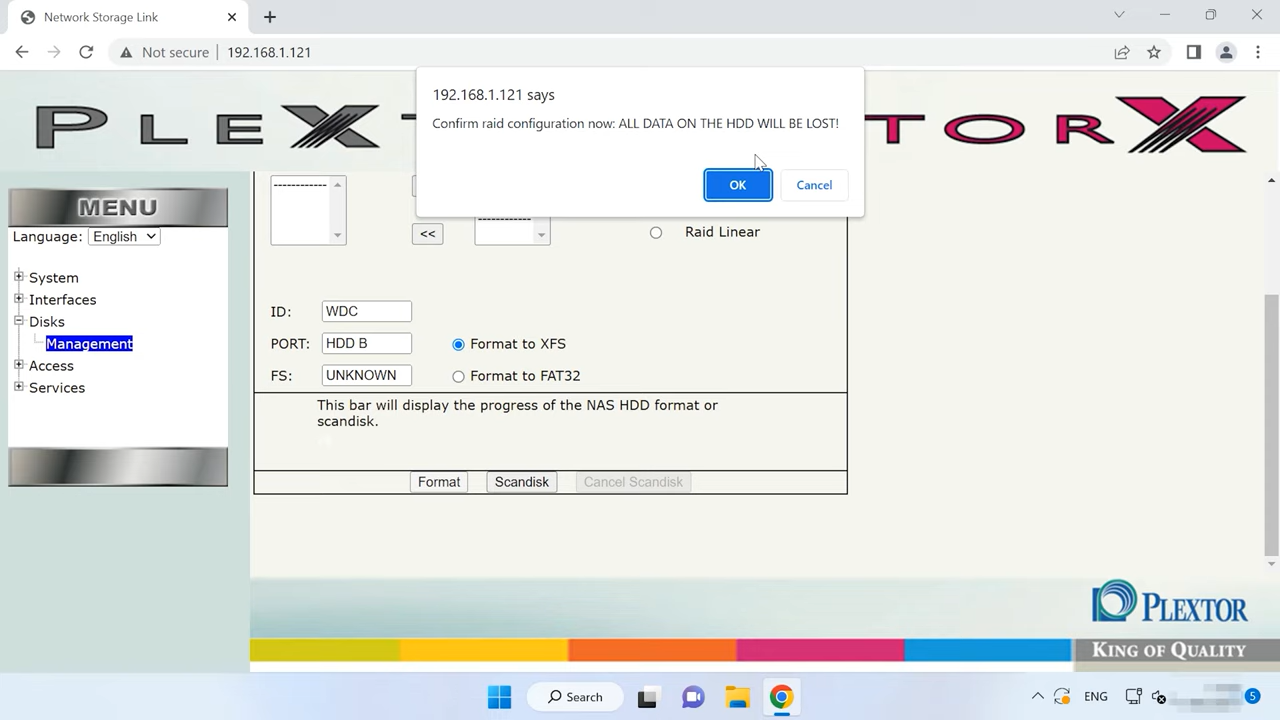 Network Storage Link
Not secure
192.168.1.121
192.168.1.121 says
Confirm raid configuration now: ALL DATA ON THE HDD WILL BE LOST!
OK
Cancel
PLEXTOR
MENU
Language: English
System
Interfaces
Disks
Management
Access
Services
------------
<<
Raid Linear
ID: WDC
PORT: HDD B
Format to XFS
FS: UNKNOWN
Format to FAT32
This bar will display the progress of the NAS HDD format or
scandisk.
Format
Scandisk
Cancel Scandisk
PLEXTOR
KING OF QUALITY
Search
ENG
5